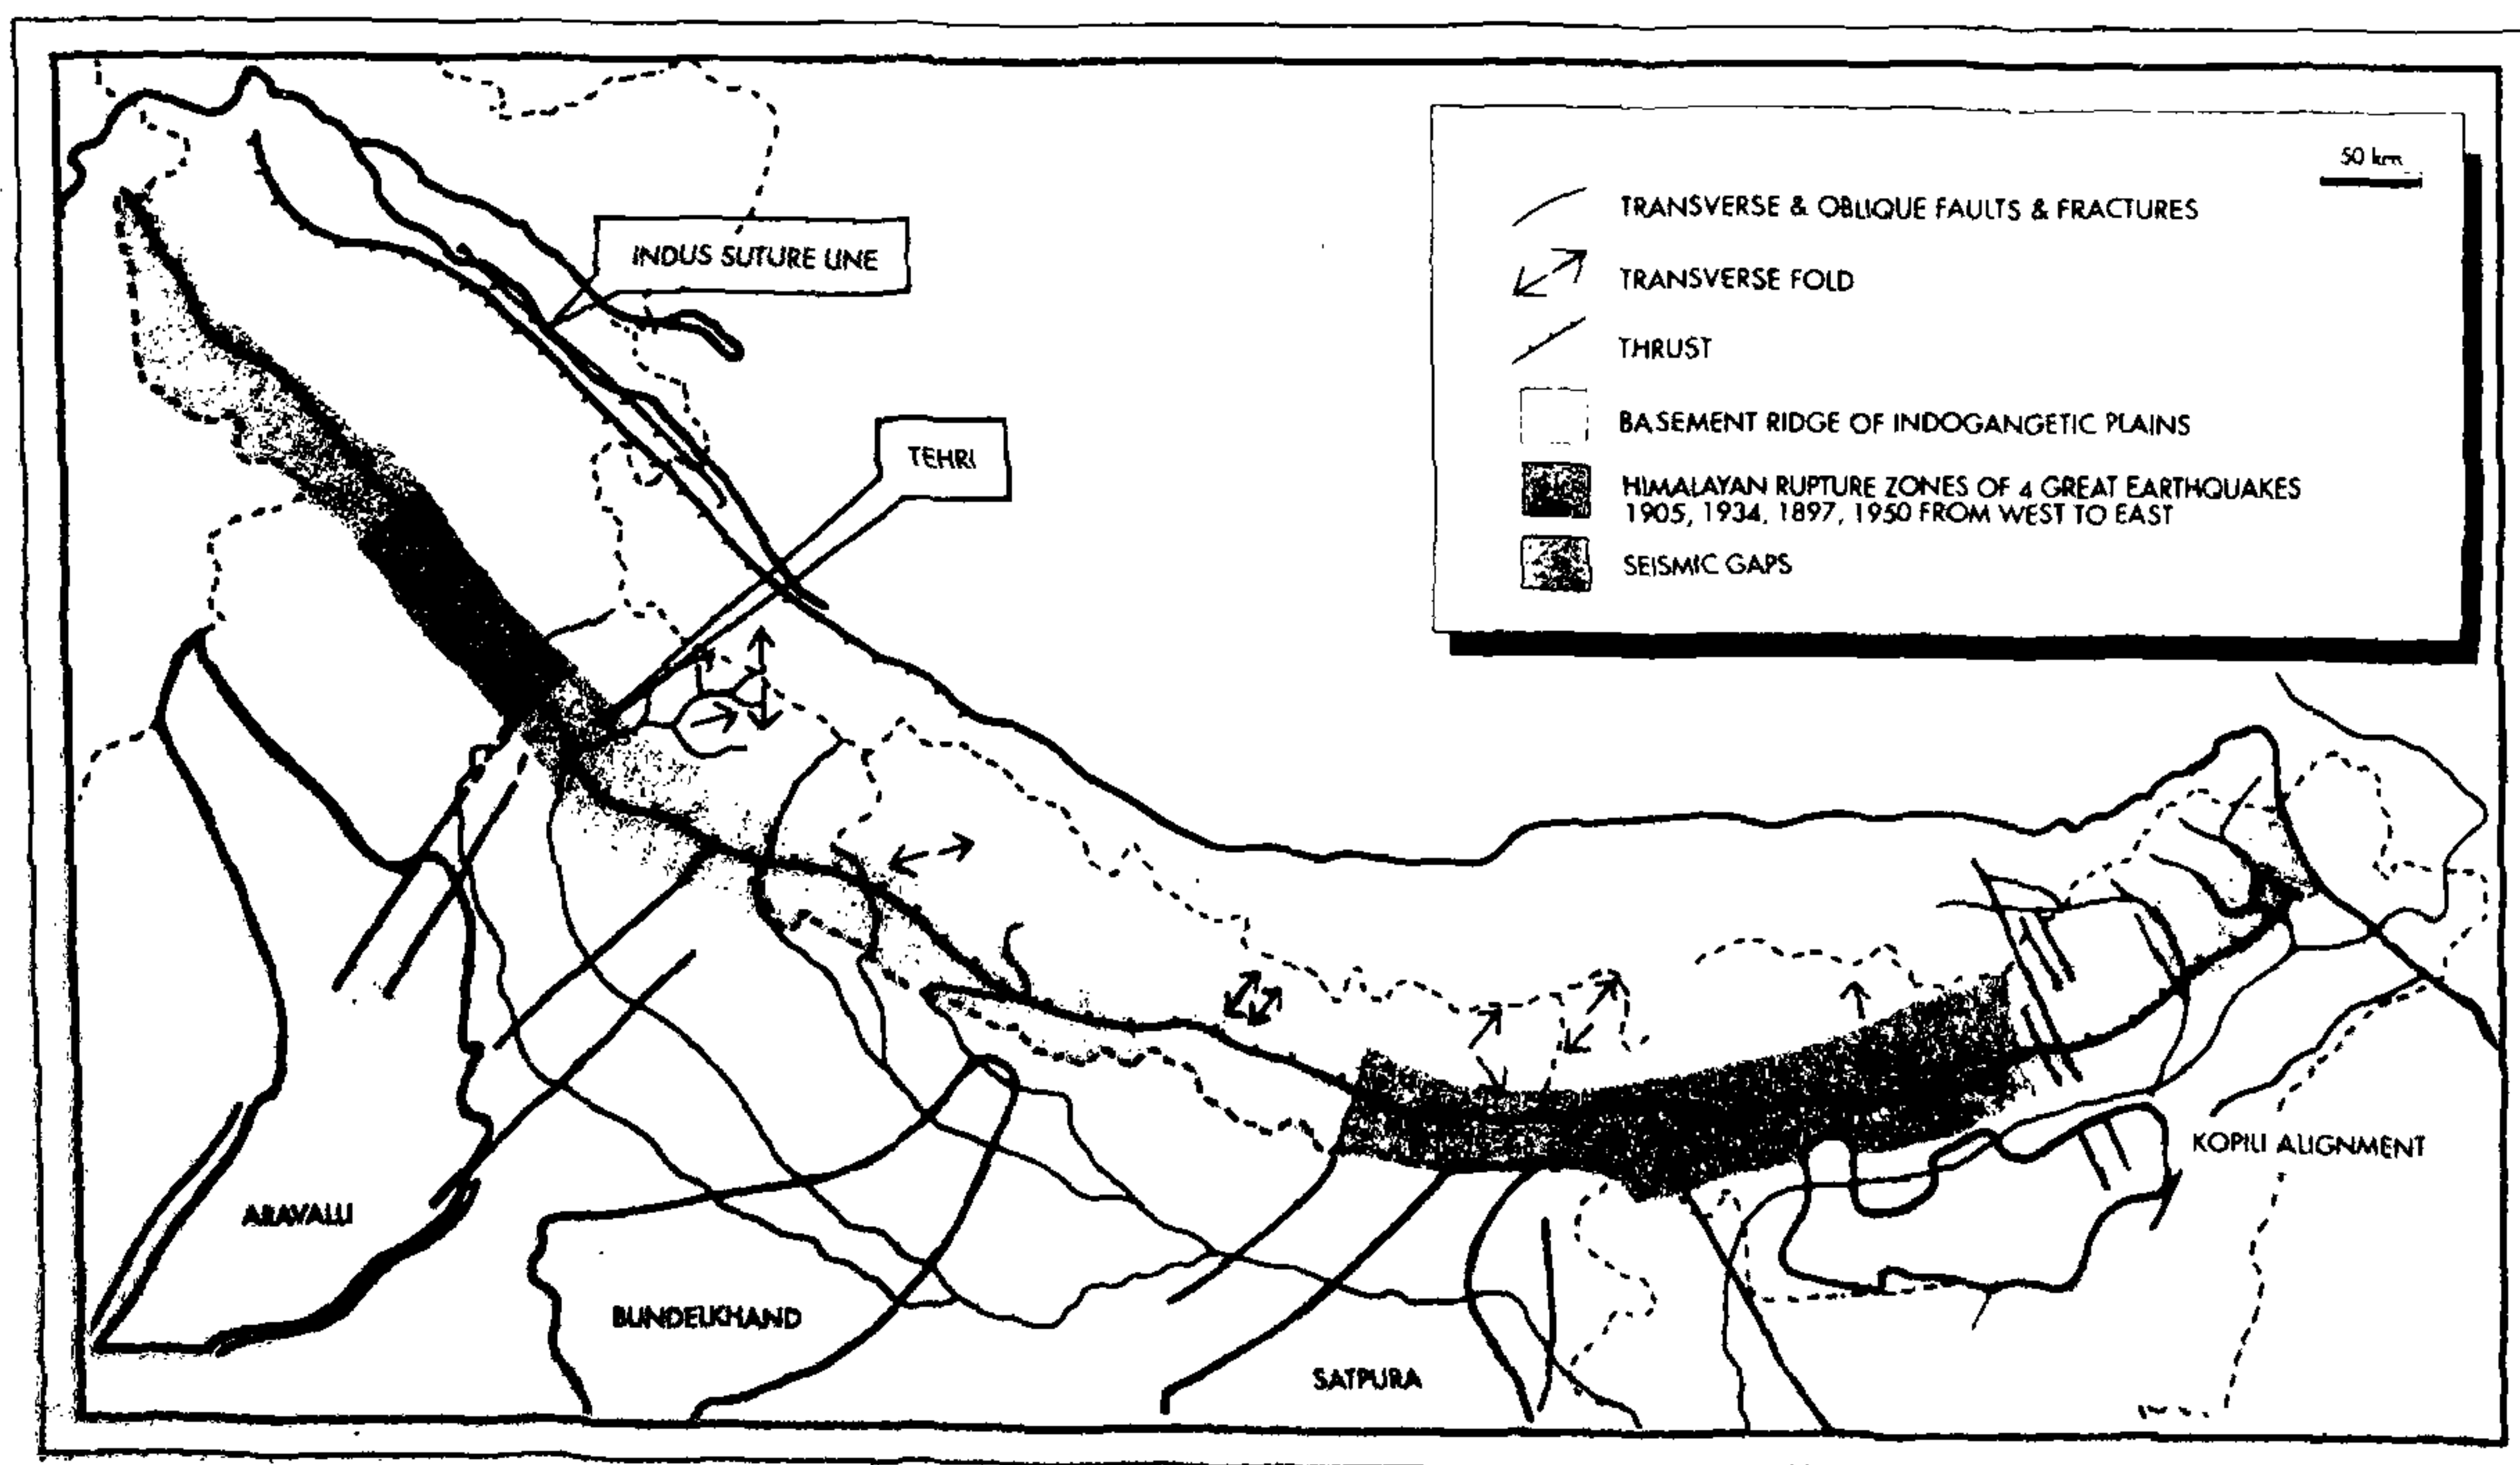 50 km
TRANSVERSE & OBLIQUE FAULTS & FRACTURES
TRANSVERSE FOLD
THRUST
BASEMENT RIDGE OF INDOGANGETIC PLAINS
HIMALAYAN RUPTURE ZONES OF 4 GREAT EARTHQUAKES
1905, 1934, 1897, 1950 FROM WEST TO EAST
SEISMIC GAPS
INDUS SUTURE LINE
TEHRI
KOPILI ALIGNMENT
ARAVALLI
BUNDELKHAND
SATPURA